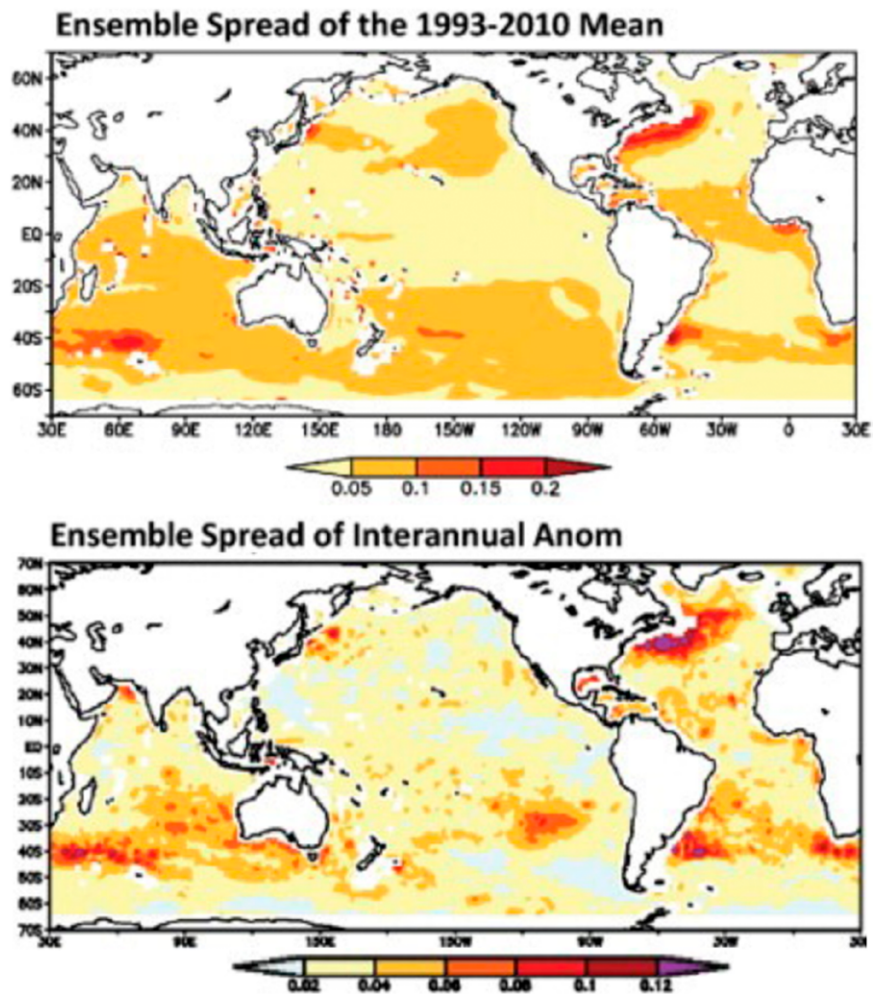 Ensemble Spread of the 1993-2010 Mean
60N
40N
20N
EQ
20S
40S
60S
30E 60E 90E 120E 150E 180 150W 120W 90W 60W 30W 0 30E
0.05 0.1 0.15 0.2
Ensemble Spread of Interannual Anom
70N
60N
50N
40N
30N
20N
10N
EQ
10S
20S
30S
40S
50S
60S
70S
90E 150E 150W 90W 30W
0.02 0.04 0.06 0.08 0.1 0.12